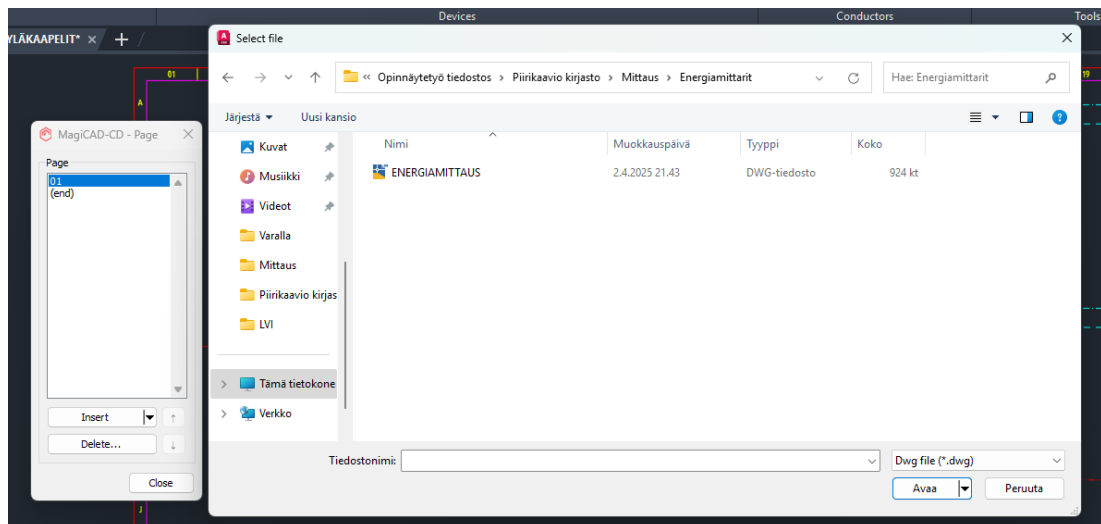 Devices Conductors Tools
YLÄKAAPELIT* × + /
Select file
01
19
A
« Opinnäytetyö tiedostos > Piirikaavio kirjasto > Mittaus > Energiamittarit
Hae: Energiamittarit
Järjestä Uusi kansio
MagiCAD-CD - Page
Page
01
(end)
Insert
Delete...
Close
J
Kuvat
Musiikki
Videot
Varalla
Mittaus
Piirikaavio kirjas
LVI
Tämä tietokone
Verkko
Nimi Muokkauspäivä Tyyppi Koko
ENERGIAMITTAUS 2.4.2025 21.43 DWG-tiedosto 924 kt
Tiedostonimi: Dwg file (*.dwg)
Avaa Peruuta